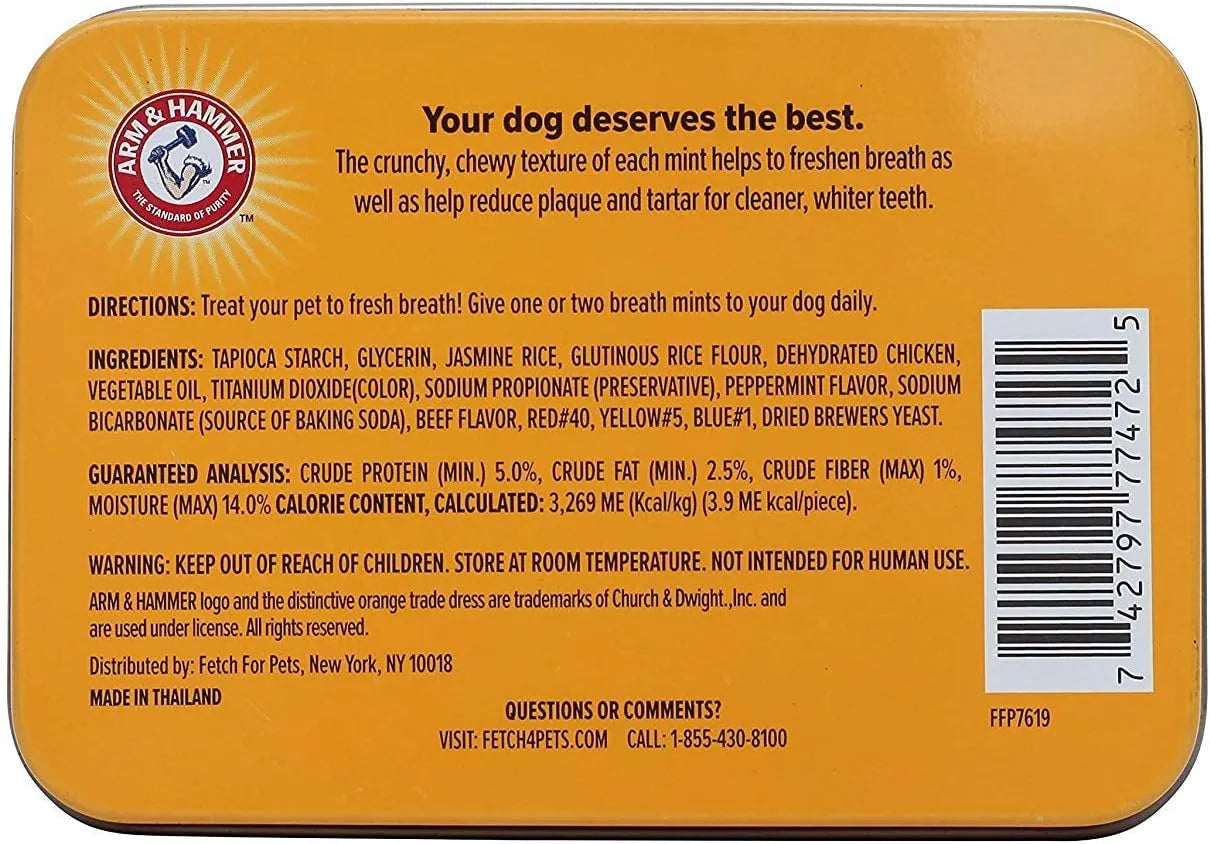 ARM & HAMMER
THE STANDARD OF PURITY
TM
TM
Your dog deserves the best.
The crunchy, chewy texture of each mint helps to freshen breath as
well as help reduce plaque and tartar for cleaner, whiter teeth.
DIRECTIONS: Treat your pet to fresh breath! Give one or two breath mints to your dog daily.
INGREDIENTS: TAPIOCA STARCH, GLYCERIN, JASMINE RICE, GLUTINOUS RICE FLOUR, DEHYDRATED CHICKEN,
VEGETABLE OIL, TITANIUM DIOXIDE(COLOR), SODIUM PROPIONATE (PRESERVATIVE), PEPPERMINT FLAVOR, SODIUM
BICARBONATE (SOURCE OF BAKING SODA), BEEF FLAVOR, RED#40, YELLOW#5, BLUE#1, DRIED BREWERS YEAST.
GUARANTEED ANALYSIS: CRUDE PROTEIN (MIN.) 5.0%, CRUDE FAT (MIN.) 2.5%, CRUDE FIBER (MAX) 1%,
MOISTURE (MAX) 14.0% CALORIE CONTENT, CALCULATED: 3,269 ME (Kcal/kg) (3.9 ME kcal/piece).
WARNING: KEEP OUT OF REACH OF CHILDREN. STORE AT ROOM TEMPERATURE. NOT INTENDED FOR HUMAN USE.
ARM & HAMMER logo and the distinctive orange trade dress are trademarks of Church & Dwight.,Inc. and
are used under license. All rights reserved.
Distributed by: Fetch For Pets, New York, NY 10018
MADE IN THAILAND
QUESTIONS OR COMMENTS?
VISIT: FETCH4PETS.COM CALL: 1-855-430-8100
7 42797 77472 5
FFP7619